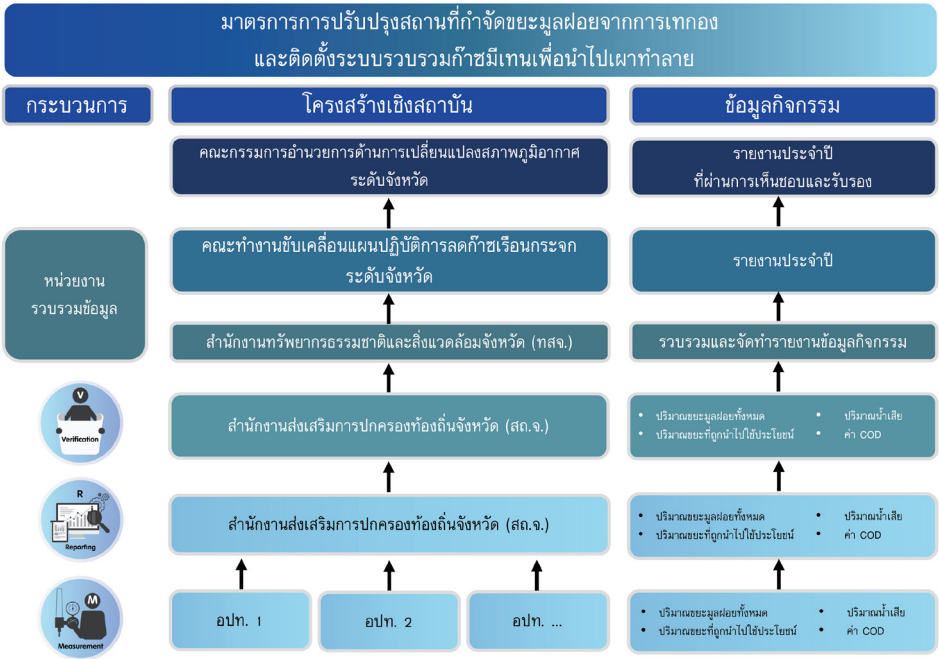 มาตรการการปรับปรุงสถานที่กำจัดขยะมูลฝอยจากการเทกอง
และติดตั้งระบบรวบรวมก๊าซมีเทนเพื่อนำไปเผาทำลาย
กระบวนการ
โครงสร้างเชิงสถาบัน
ข้อมูลกิจกรรม
คณะกรรมการอำนวยการด้านการเปลี่ยนแปลงสภาพภูมิอากาศ
ระดับจังหวัด
รายงานประจำปี
ที่ผ่านการเห็นชอบและรับรอง
หน่วยงาน
รวบรวมข้อมูล
คณะทำงานขับเคลื่อนแผนปฏิบัติการลดก๊าซเรือนกระจก
ระดับจังหวัด
รายงานประจำปี
สำนักงานทรัพยากรธรรมชาติและสิ่งแวดล้อมจังหวัด (ทสจ.)
รวบรวมและจัดทำรายงานข้อมูลกิจกรรม
V
Verification
สำนักงานส่งเสริมการปกครองท้องถิ่นจังหวัด (สถ.จ.)
• ปริมาณขยะมูลฝอยทั้งหมด • ปริมาณน้ำเสีย
• ปริมาณขยะที่ถูกนำไปใช้ประโยชน์ • ค่า COD
R
Reporting
สำนักงานส่งเสริมการปกครองท้องถิ่นจังหวัด (สถ.จ.)
• ปริมาณขยะมูลฝอยทั้งหมด • ปริมาณน้ำเสีย
• ปริมาณขยะที่ถูกนำไปใช้ประโยชน์ • ค่า COD
M
Measurement
อปท. 1
อปท. 2
อปท. ...
• ปริมาณขยะมูลฝอยทั้งหมด • ปริมาณน้ำเสีย
• ปริมาณขยะที่ถูกนำไปใช้ประโยชน์ • ค่า COD